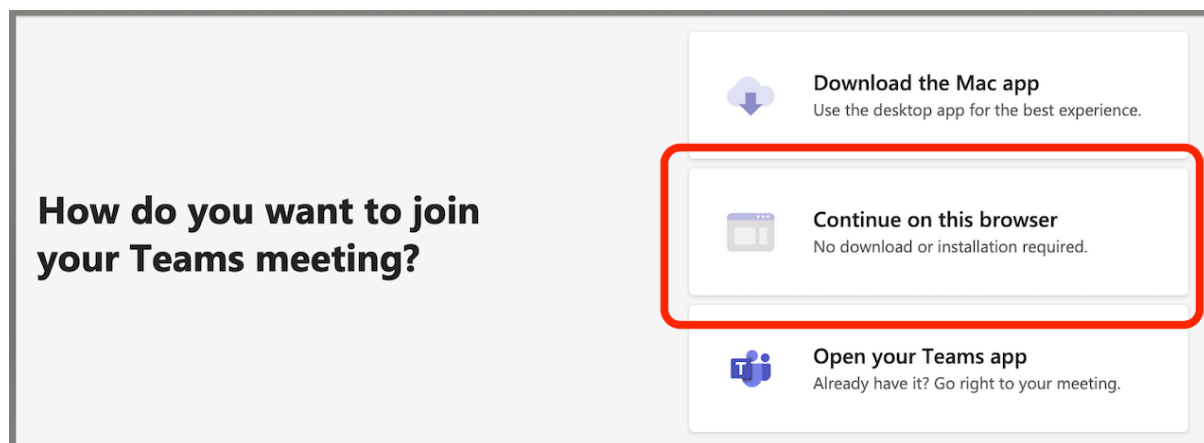 How do you want to join
your Teams meeting?
Download the Mac app
Use the desktop app for the best experience.
Continue on this browser
No download or installation required.
T
Open your Teams app
Already have it? Go right to your meeting.